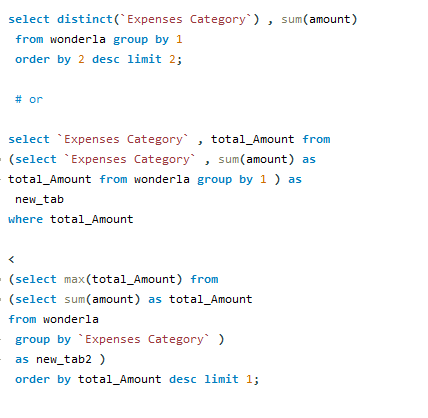 select distinct(`Expenses Category`) , sum(amount)
from wonderla group by 1
order by 2 desc limit 2;
# or
select `Expenses Category` , total_Amount from
(select `Expenses Category` , sum(amount) as
total_Amount from wonderla group by 1 ) as
new_tab
where total_Amount
<
(select max(total_Amount) from
(select sum(amount) as total_Amount
from wonderla
group by `Expenses Category` )
as new_tab2 )
order by total_Amount desc limit 1;